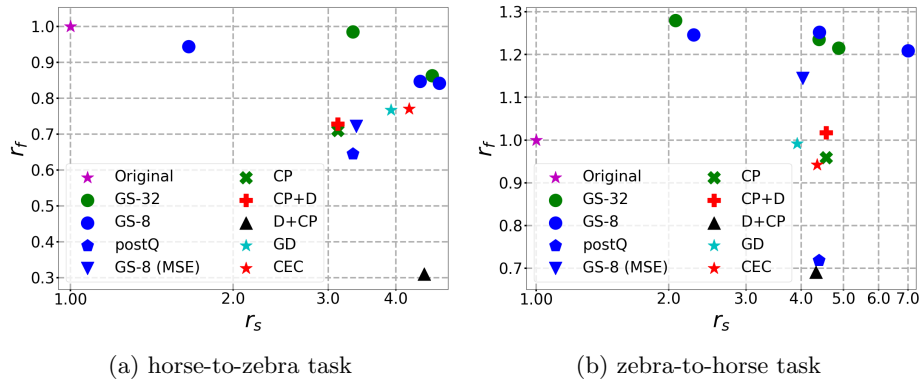 1.0
0.9
0.8
0.7
0.6
0.5
0.4
0.3
r_f
Original
GS-32
GS-8
postQ
GS-8 (MSE)
CP
CP+D
D+CP
GD
CEC
1.00 2.0 3.0 4.0
r_s
(a) horse-to-zebra task
1.3
1.2
1.1
1.0
0.9
0.8
0.7
r_f
Original
GS-32
GS-8
postQ
GS-8 (MSE)
CP
CP+D
D+CP
GD
CEC
1.00 2.0 3.0 4.0 5.0 6.0 7.0
r_s
(b) zebra-to-horse task